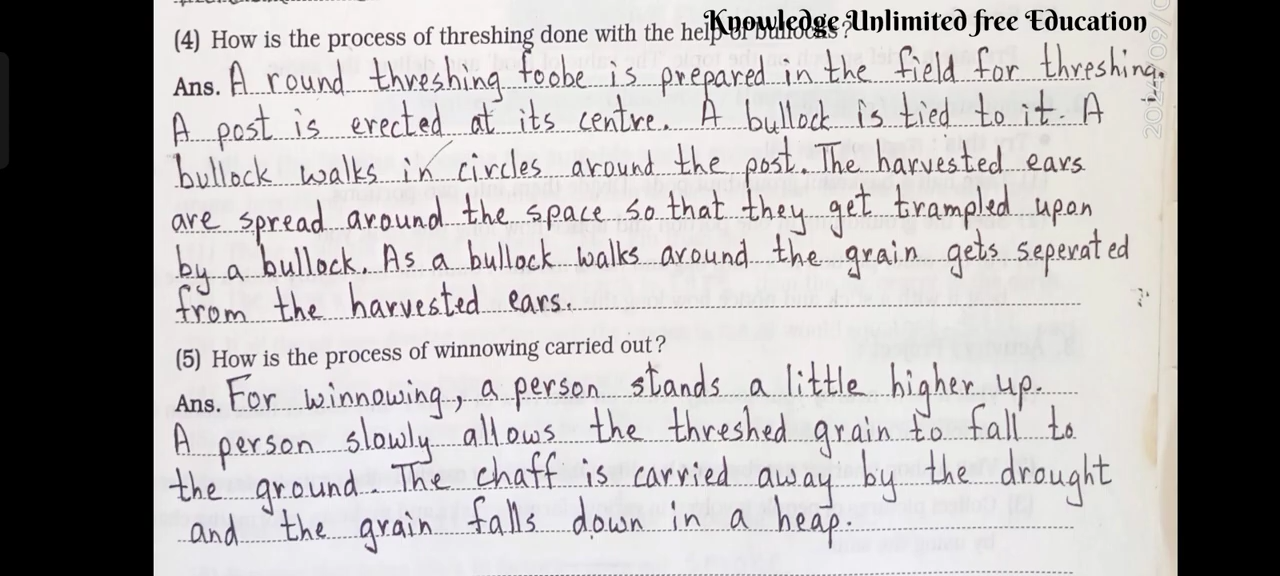 Knowledge Unlimited free Education
(4) How is the process of threshing done with the help of bullocks?
Ans. A round threshing foobe is prepared in the field for threshing.
A post is erected at its centre. A bullock is tied to it. A
bullock walks in circles around the post. The harvested ears
are spread around the space so that they get trampled upon
by a bullock. As a bullock walks around the grain gets seperated
from the harvested ears.
(5) How is the process of winnowing carried out?
Ans. For winnowing, a person stands a little higher up.
A person slowly allows the threshed grain to fall to
the ground. The chaff is carried away by the drought
and the grain falls down in a heap.